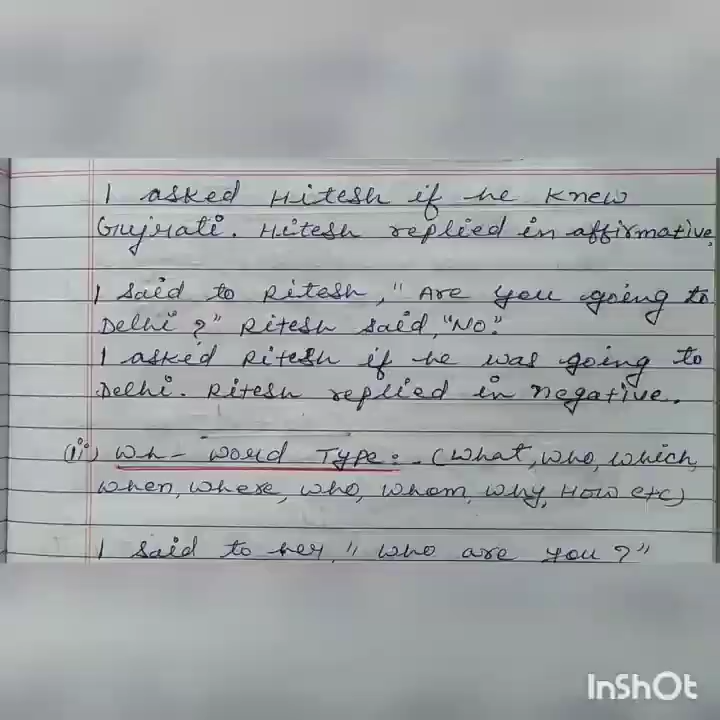 I asked Hitesh if he knew
Gujrati. Hitesh replied in affirmative.
I said to Ritesh, "Are you going to
Delhi ?" Ritesh said, "No".
I asked Ritesh if he was going to
Delhi. Ritesh replied in negative.
(ii) Wh- Word Type:- (What, who, which,
when, where, who, whom, why, How etc)
I said to her, "Who are you ?"
InShOt